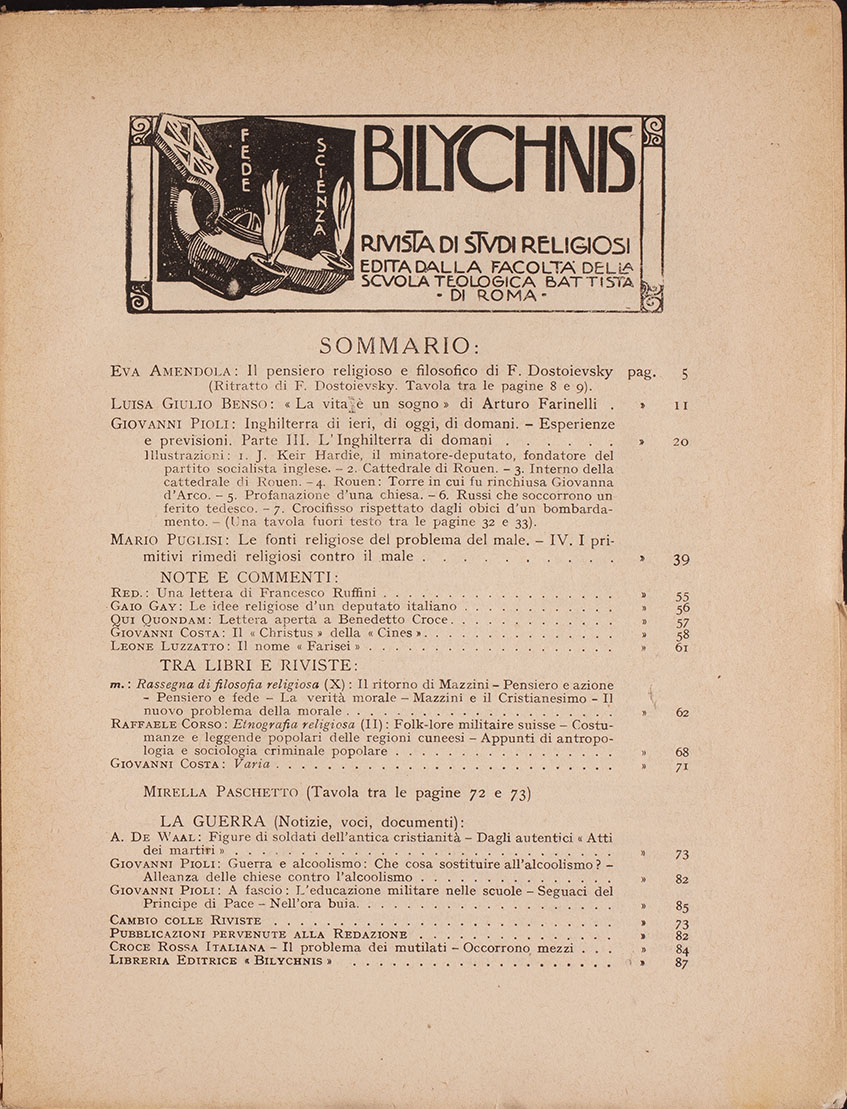 FEDE
SCIENZA
BILYCHNIS
RIVISTA DI STVDI RELIGIOSI
EDITA DALLA FACOLTA DELLA
SCVOLA TEOLOGICA BATTISTA
- DI ROMA -
SOMMARIO:
EVA AMENDOLA: Il pensiero religioso e filosofico di F. Dostoievsky pag. 5
(Ritratto di F. Dostoievsky. Tavola tra le pagine 8 e 9).
LUISA GIULIO BENSO: « La vita è un sogno » di Arturo Farinelli . » 11
GIOVANNI PIOLI: Inghilterra di ieri, di oggi, di domani. – Esperienze
e previsioni. Parte III. L'Inghilterra di domani . . . . . . » 20
Illustrazioni: 1. J. Keir Hardie, il minatore-deputato, fondatore del
partito socialista inglese. – 2. Cattedrale di Rouen. – 3. Interno della
cattedrale di Rouen. – 4. Rouen: Torre in cui fu rinchiusa Giovanna
d'Arco. – 5. Profanazione d'una chiesa. – 6. Russi che soccorrono un
ferito tedesco. – 7. Crocifisso rispettato dagli obici d'un bombarda-
mento. – (Una tavola fuori testo tra le pagine 32 e 33).
MARIO PUGLISI: Le fonti religiose del problema del male. – IV. I pri-
mitivi rimedi religiosi contro il male . . . . . . . . . . » 39
NOTE E COMMENTI:
RED.: Una lettera di Francesco Ruffini . . . . . . . . . . . . . . . . . . » 55
GAIO GAY: Le idee religiose d'un deputato italiano . . . . . . . . . . . . » 56
QUI QUONDAM: Lettera aperta a Benedetto Croce. . . . . . . . . . . . . » 57
GIOVANNI COSTA: Il « Christus » della « Cines ». . . . . . . . . . . . . . . » 58
LEONE LUZZATTO: Il nome « Farisei » . . . . . . . . . . . . . . . . . . . » 61
TRA LIBRI E RIVISTE:
m.: Rassegna di filosofia religiosa (X): Il ritorno di Mazzini – Pensiero e azione
– Pensiero e fede – La verità morale – Mazzini e il Cristianesimo – Il
nuovo problema della morale . . . . . . . . . . . . . . . . . . . . . » 62
RAFFAELE CORSO: Etnografia religiosa (II): Folk-lore militaire suisse – Costu-
manze e leggende popolari delle regioni cuneesi – Appunti di antropo-
logia e sociologia criminale popolare . . . . . . . . . . . . . . . . . » 68
GIOVANNI COSTA: Varia . . . . . . . . . . . . . . . . . . . . . . . . . . » 71
MIRELLA PASCHETTO (Tavola tra le pagine 72 e 73)
LA GUERRA (Notizie, voci, documenti):
A. DE WAAL: Figure di soldati dell'antica cristianità – Dagli autentici « Atti
dei martiri » . . . . . . . . . . . . . . . . . . . . . . . . . . . . . » 73
GIOVANNI PIOLI: Guerra e alcoolismo: Che cosa sostituire all'alcoolismo? –
Alleanza delle chiese contro l'alcoolismo . . . . . . . . . . . . . . . » 82
GIOVANNI PIOLI: A fascio: L'educazione militare nelle scuole – Seguaci del
Principe di Pace – Nell'ora buia. . . . . . . . . . . . . . . . . . . . » 85
CAMBIO COLLE RIVISTE . . . . . . . . . . . . . . . . . . . . . . . . . . » 73
PUBBLICAZIONI PERVENUTE ALLA REDAZIONE . . . . . . . . . . . . . . . » 82
CROCE ROSSA ITALIANA – Il problema dei mutilati – Occorrono mezzi . . . » 84
LIBRERIA EDITRICE « BILYCHNIS » . . . . . . . . . . . . . . . . . . . . » 87